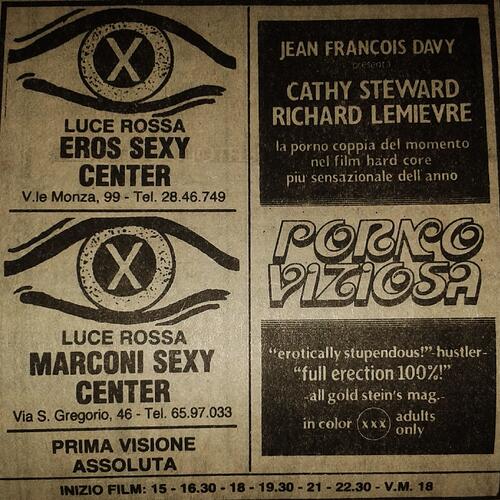 X
LUCE ROSSA
EROS SEXY
CENTER
V.le Monza, 99 - Tel. 28.46.749
X
LUCE ROSSA
MARCONI SEXY
CENTER
Via S. Gregorio, 46 - Tel. 65.97.033
PRIMA VISIONE
ASSOLUTA
JEAN FRANCOIS DAVY
presenta
CATHY STEWARD
RICHARD LEMIEVRE
la porno coppia del momento
nel film hard core
piu sensazionale dell anno
PORNO
VIZIOSA
"erotically stupendous!"-hustler-
"full erection 100%!"
-all gold stein's mag.-
in color xxx adults
only
INIZIO FILM: 15 - 16.30 - 18 - 19.30 - 21 - 22.30 - V.M. 18